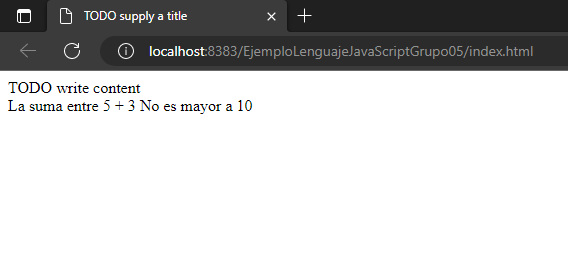 TODO supply a title
localhost:8383/EjemploLenguajeJavaScriptGrupo05/index.html
TODO write content
La suma entre 5 + 3 No es mayor a 10